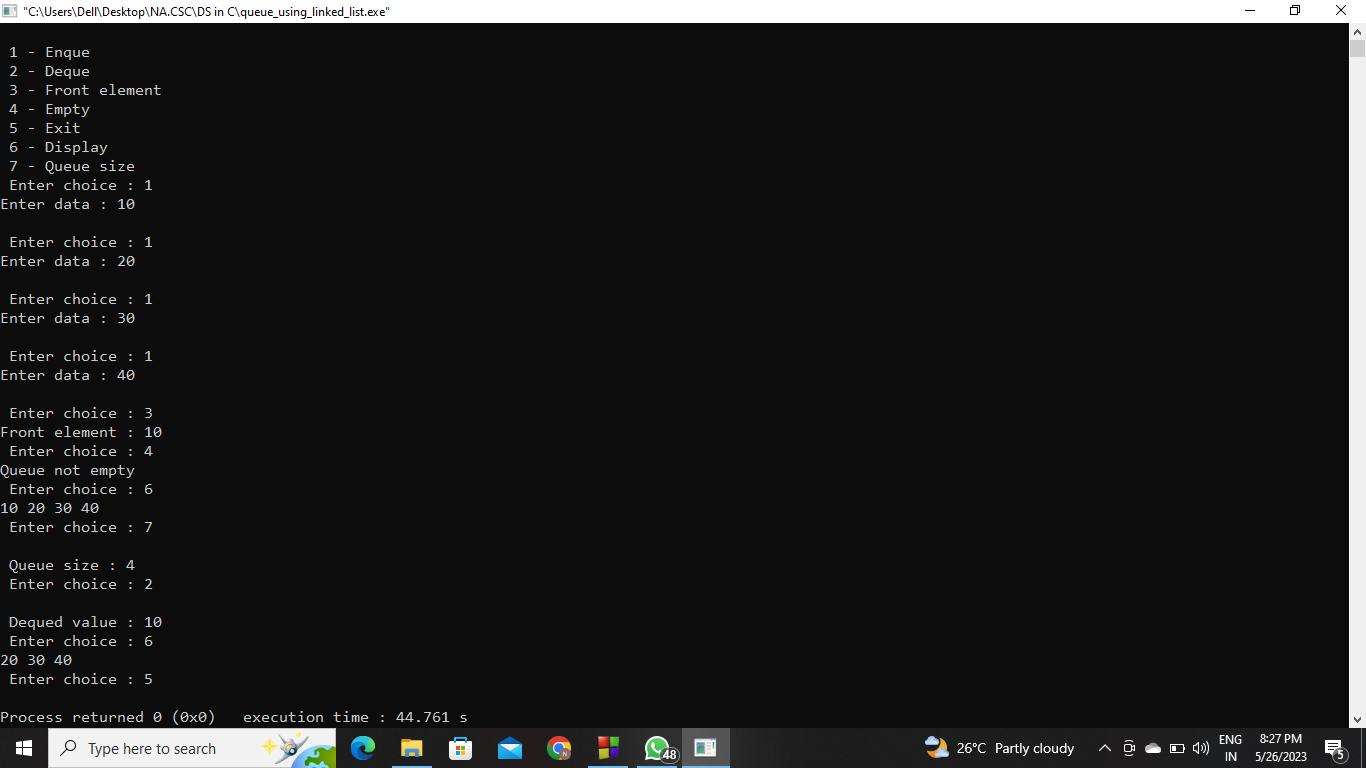 "C:\Users\Dell\Desktop\NA.CSC\DS in C\queue_using_linked_list.exe"
1 - Enque
2 - Deque
3 - Front element
4 - Empty
5 - Exit
6 - Display
7 - Queue size
Enter choice : 1
Enter data : 10
Enter choice : 1
Enter data : 20
Enter choice : 1
Enter data : 30
Enter choice : 1
Enter data : 40
Enter choice : 3
Front element : 10
Enter choice : 4
Queue not empty
Enter choice : 6
10 20 30 40
Enter choice : 7
Queue size : 4
Enter choice : 2
Dequed value : 10
Enter choice : 6
20 30 40
Enter choice : 5
Process returned 0 (0x0)   execution time : 44.761 s
Type here to search
N
48
26°C Partly cloudy
ENG
IN
8:27 PM
5/26/2023
5